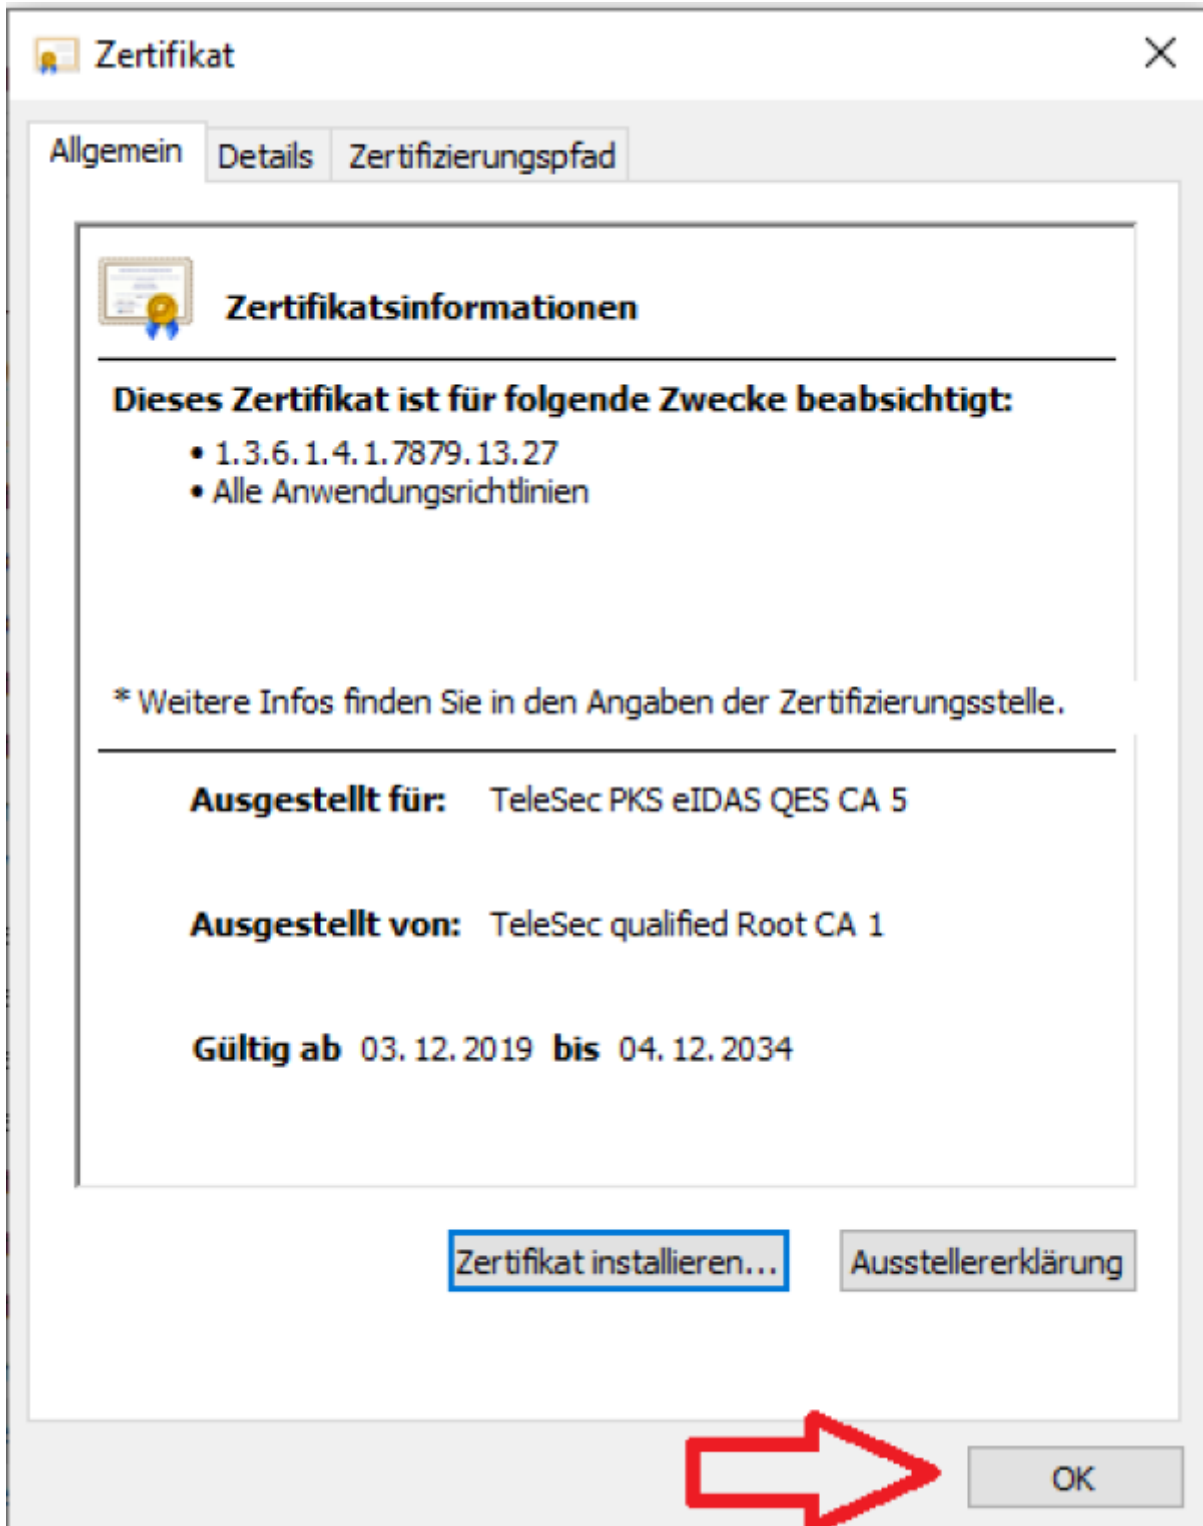 Zertifikat
Allgemein Details Zertifizierungspfad
Zertifikatsinformationen
Dieses Zertifikat ist für folgende Zwecke beabsichtigt:
• 1.3.6.1.4.1.7879.13.27
• Alle Anwendungsrichtlinien
* Weitere Infos finden Sie in den Angaben der Zertifizierungsstelle.
Ausgestellt für: TeleSec PKS eIDAS QES CA 5
Ausgestellt von: TeleSec qualified Root CA 1
Gültig ab 03.12.2019 bis 04.12.2034
Zertifikat installieren... Ausstellererklärung
OK